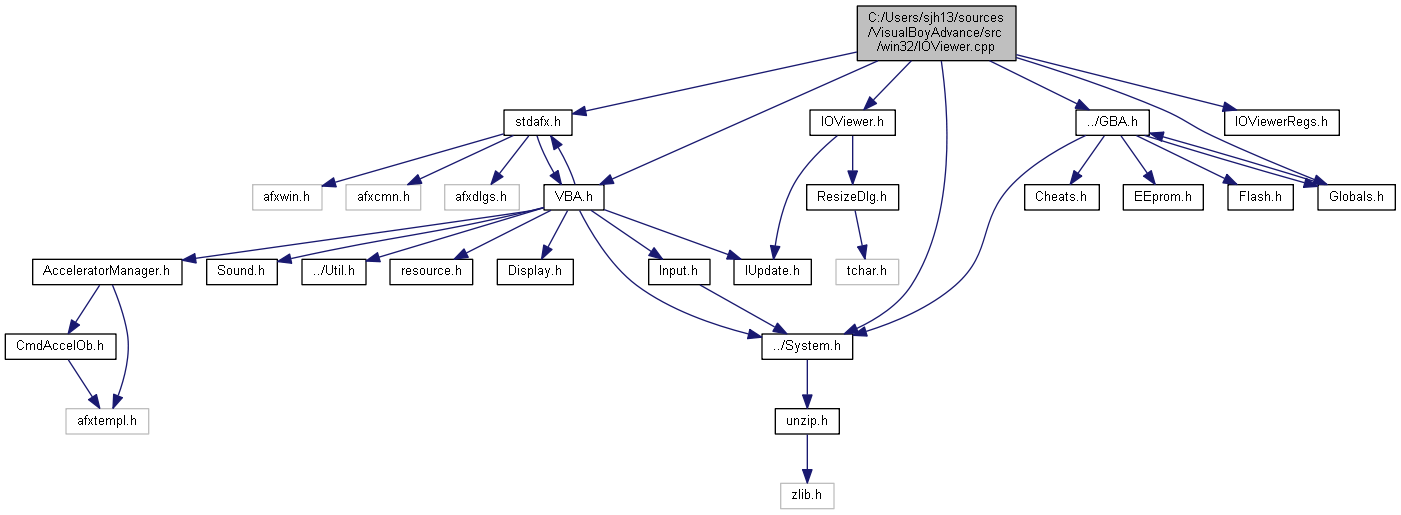 C:/Users/sjh13/sources
/VisualBoyAdvance/src
/win32/IOViewer.cpp
stdafx.h
IOViewer.h
../GBA.h
IOViewerRegs.h
afxwin.h
afxcmn.h
afxdlgs.h
VBA.h
ResizeDlg.h
Cheats.h
EEprom.h
Flash.h
Globals.h
AcceleratorManager.h
Sound.h
../Util.h
resource.h
Display.h
Input.h
IUpdate.h
tchar.h
CmdAccelOb.h
../System.h
afxtempl.h
unzip.h
zlib.h